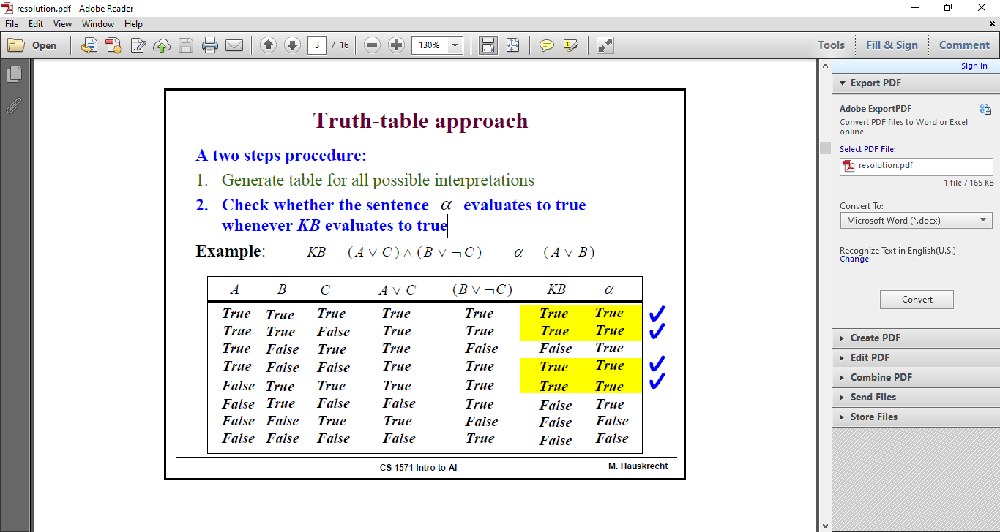 resolution.pdf - Adobe Reader
File Edit View Window Help
Open 3 / 16 130% Tools Fill & Sign Comment
Sign In
Export PDF
Adobe ExportPDF
Convert PDF files to Word or Excel
online.
Select PDF File:
resolution.pdf
1 file / 165 KB
Convert To:
Microsoft Word (*.docx)
Recognize Text in English(U.S.)
Change
Convert
Create PDF
Edit PDF
Combine PDF
Send Files
Store Files
Truth-table approach
A two steps procedure:
1. Generate table for all possible interpretations
2. Check whether the sentence α evaluates to true
whenever KB evaluates to true
Example: KB = ( A ∨ C ) ∧ ( B ∨ ¬ C ) α = ( A ∨ B )
A B C A ∨ C ( B ∨ ¬C ) KB α
True True True True True True True ✓
True True False True True True True ✓
True False True True False False True
True False False True True True True ✓
False True True True True True True ✓
False True False False True False True
False False True True False False False
False False False False True False False
CS 1571 Intro to AI M. Hauskrecht